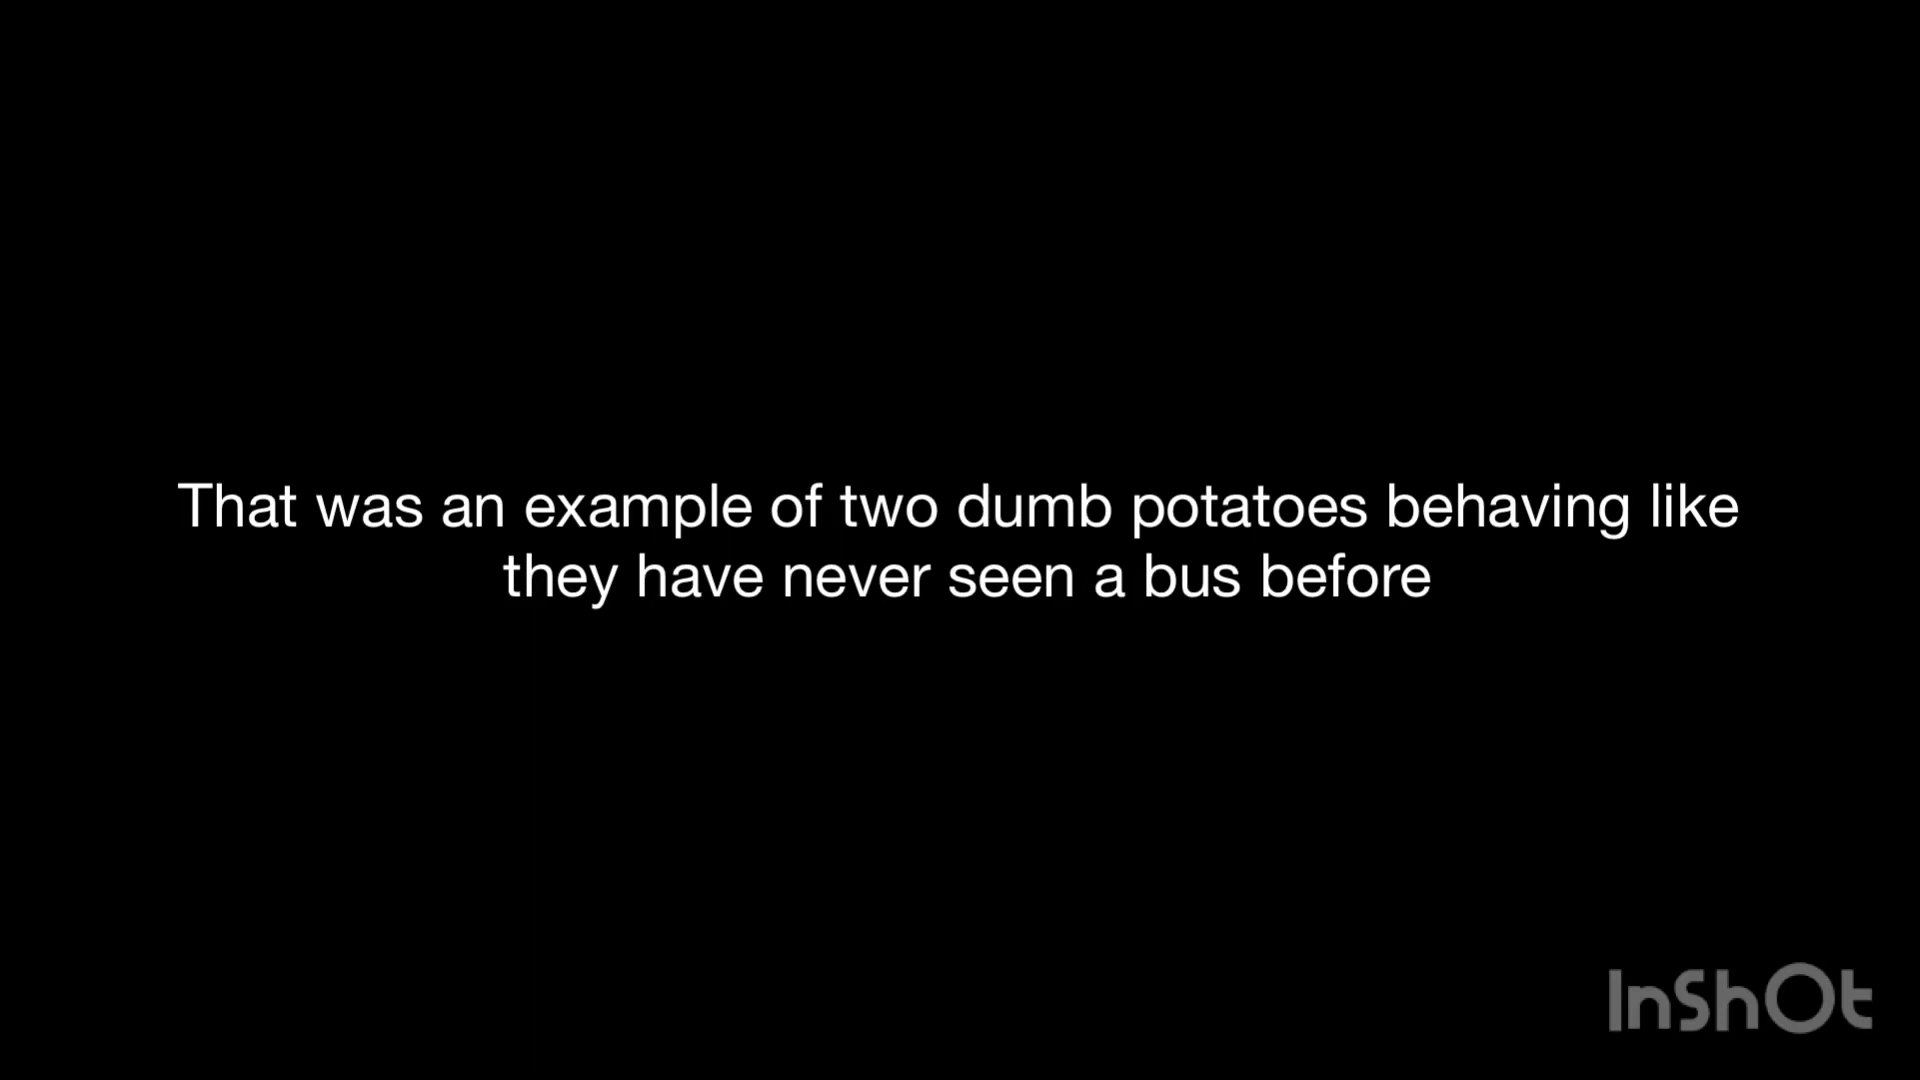 That was an example of two dumb potatoes behaving like
they have never seen a bus before
InShOt